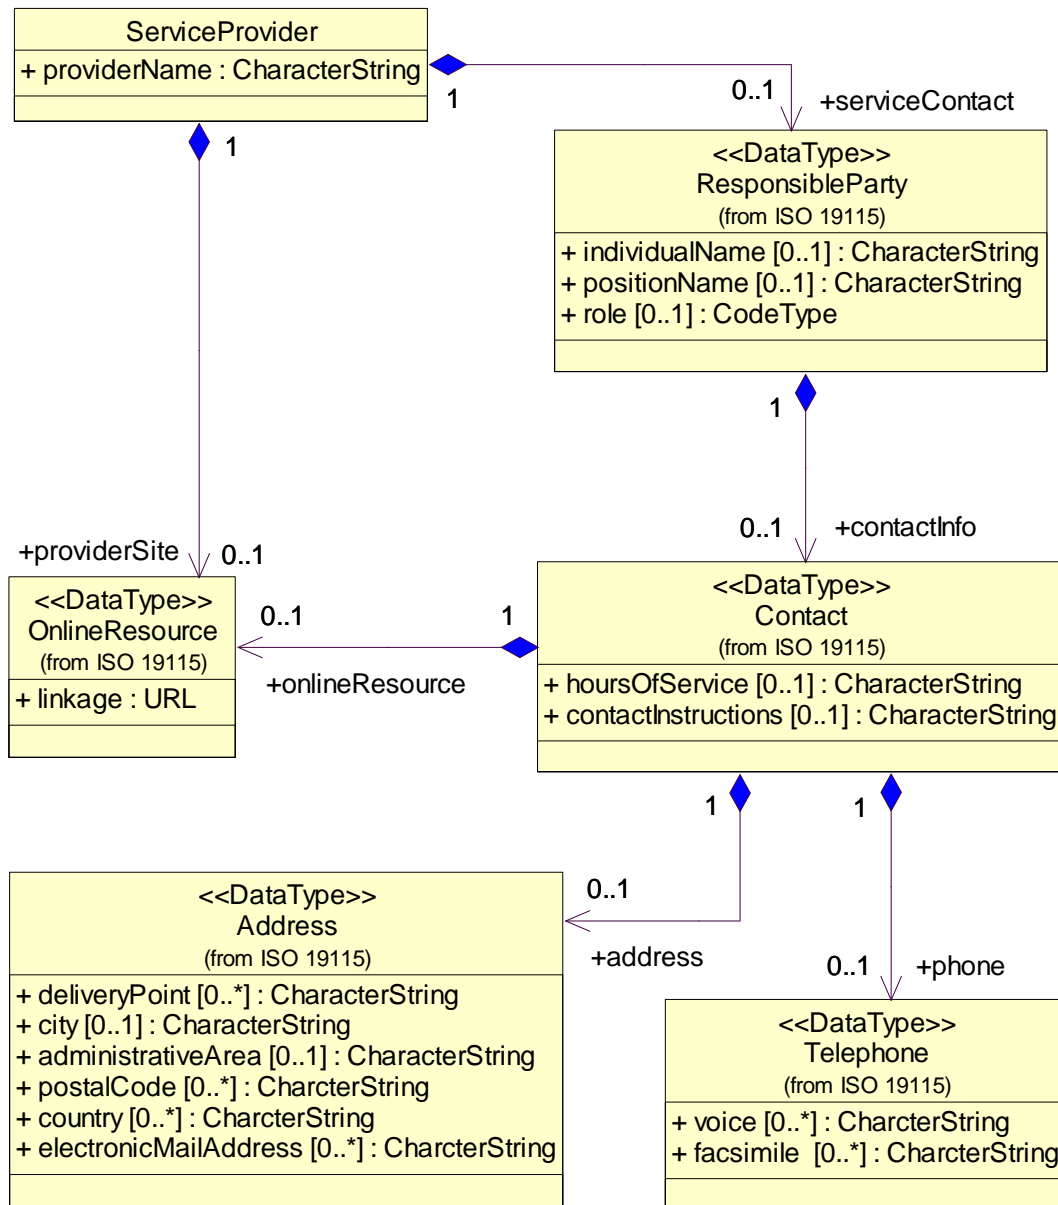 ServiceProvider
+ providerName : CharacterString
1
0..1
+serviceContact
1
<<DataType>>
ResponsibleParty
(from ISO 19115)
+ individualName [0..1] : CharacterString
+ positionName [0..1] : CharacterString
+ role [0..1] : CodeType
1
0..1
+contactInfo
+providerSite
0..1
<<DataType>>
OnlineResource
(from ISO 19115)
+ linkage : URL
0..1
1
+onlineResource
<<DataType>>
Contact
(from ISO 19115)
+ hoursOfService [0..1] : CharacterString
+ contactInstructions [0..1] : CharacterString
1
1
0..1
+address
0..1
+phone
<<DataType>>
Address
(from ISO 19115)
+ deliveryPoint [0..*] : CharacterString
+ city [0..1] : CharacterString
+ administrativeArea [0..1] : CharacterString
+ postalCode [0..*] : CharcterString
+ country [0..*] : CharcterString
+ electronicMailAddress [0..*] : CharcterString
<<DataType>>
Telephone
(from ISO 19115)
+ voice [0..*] : CharcterString
+ facsimile [0..*] : CharcterString